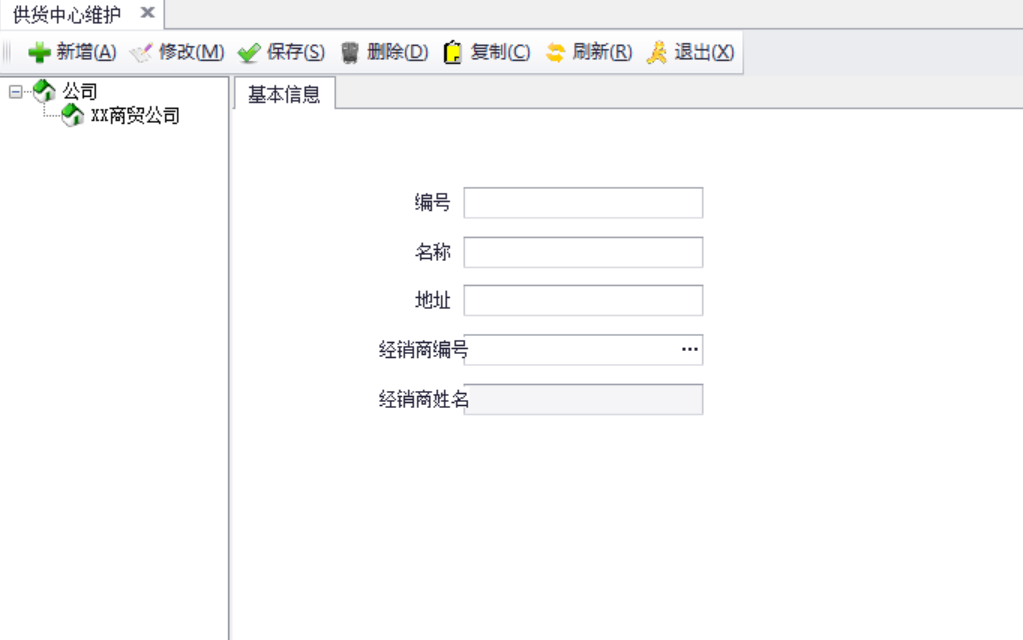 供货中心维护
新增(A) 修改(M) 保存(S) 删除(D) 复制(C) 刷新(R) 退出(X)
公司
XX商贸公司
基本信息
编号
名称
地址
经销商编号 ...
经销商姓名